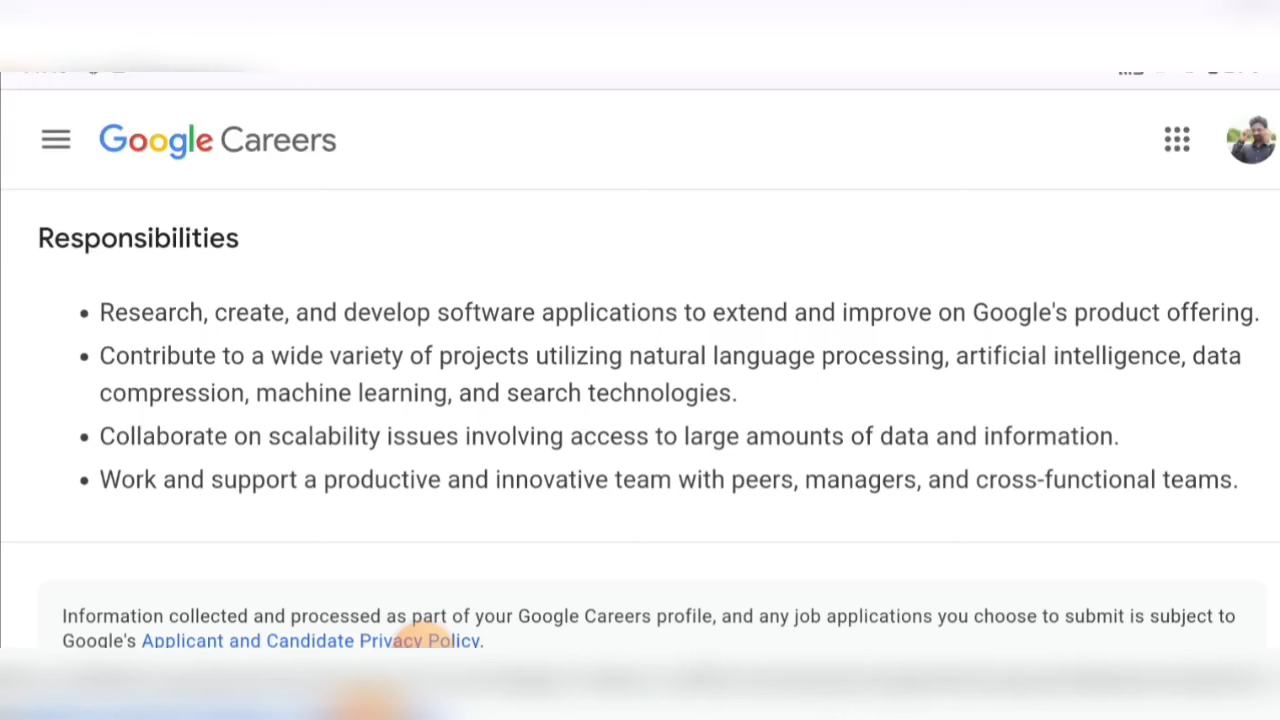 Google Careers
Responsibilities
• Research, create, and develop software applications to extend and improve on Google's product offering.
• Contribute to a wide variety of projects utilizing natural language processing, artificial intelligence, data
compression, machine learning, and search technologies.
• Collaborate on scalability issues involving access to large amounts of data and information.
• Work and support a productive and innovative team with peers, managers, and cross-functional teams.
Information collected and processed as part of your Google Careers profile, and any job applications you choose to submit is subject to
Google's Applicant and Candidate Privacy Policy.